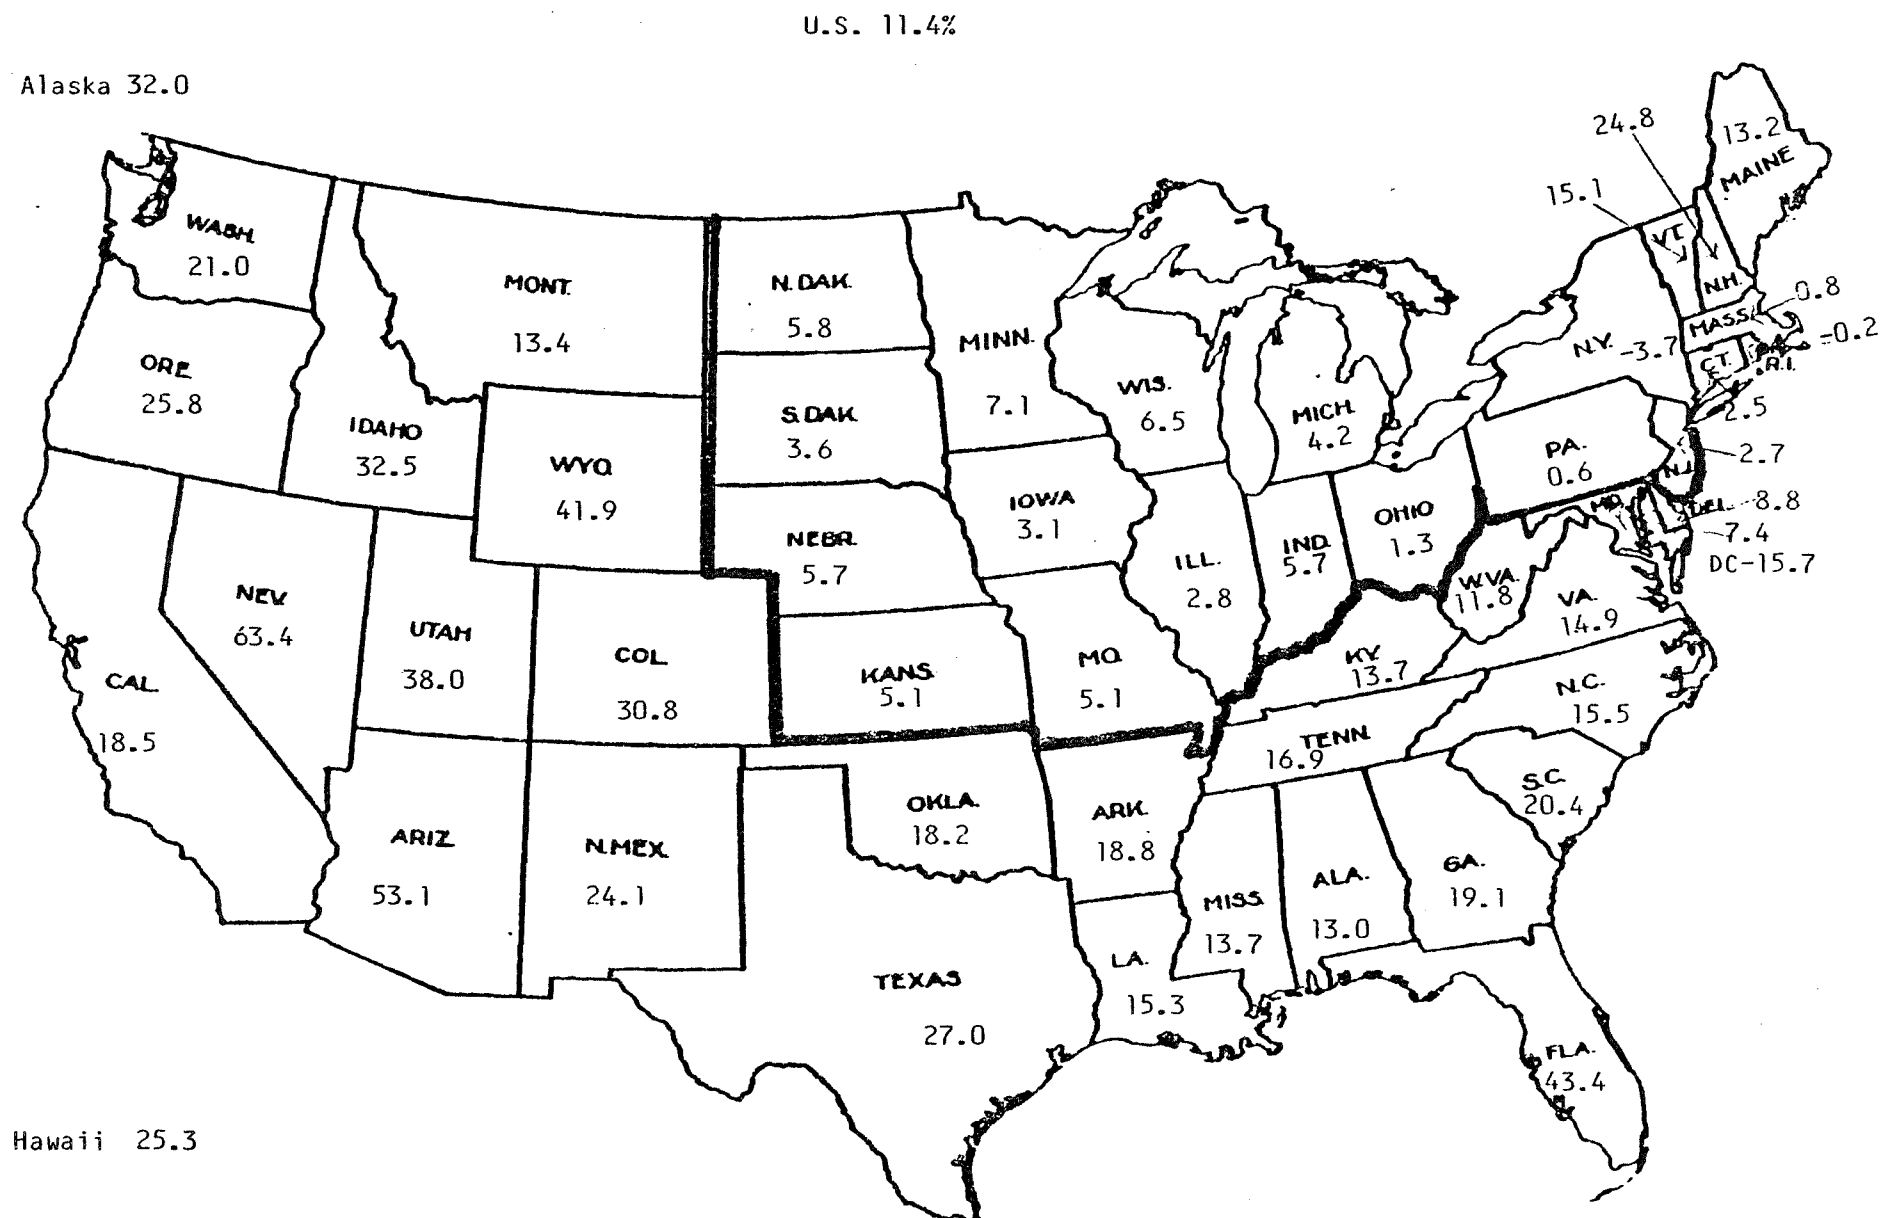 U.S. 11.4%
Alaska 32.0
24.8
13.2
MAINE
15.1
VT.
N.H.
WASH.
21.0
MONT.
13.4
N.DAK.
5.8
MINN.
7.1
0.8
MASS.
-0.2
R.I.
CT.
2.5
N.Y. -3.7
ORE.
25.8
IDAHO
32.5
WYO.
41.9
S.DAK.
3.6
WIS.
6.5
MICH.
4.2
PA.
0.6
2.7
N.J.
IOWA
3.1
OHIO
1.3
MD.
DEL. 8.8
7.4
DC-15.7
NEBR.
5.7
ILL.
2.8
IND.
5.7
W.VA.
11.8
VA.
14.9
NEV.
63.4
UTAH
38.0
COL.
30.8
KANS.
5.1
MO.
5.1
KY.
13.7
N.C.
15.5
CAL.
18.5
TENN.
16.9
S.C.
20.4
ARIZ.
53.1
N.MEX.
24.1
OKLA.
18.2
ARK.
18.8
MISS.
13.7
ALA.
13.0
GA.
19.1
TEXAS
27.0
LA.
15.3
FLA.
43.4
Hawaii 25.3